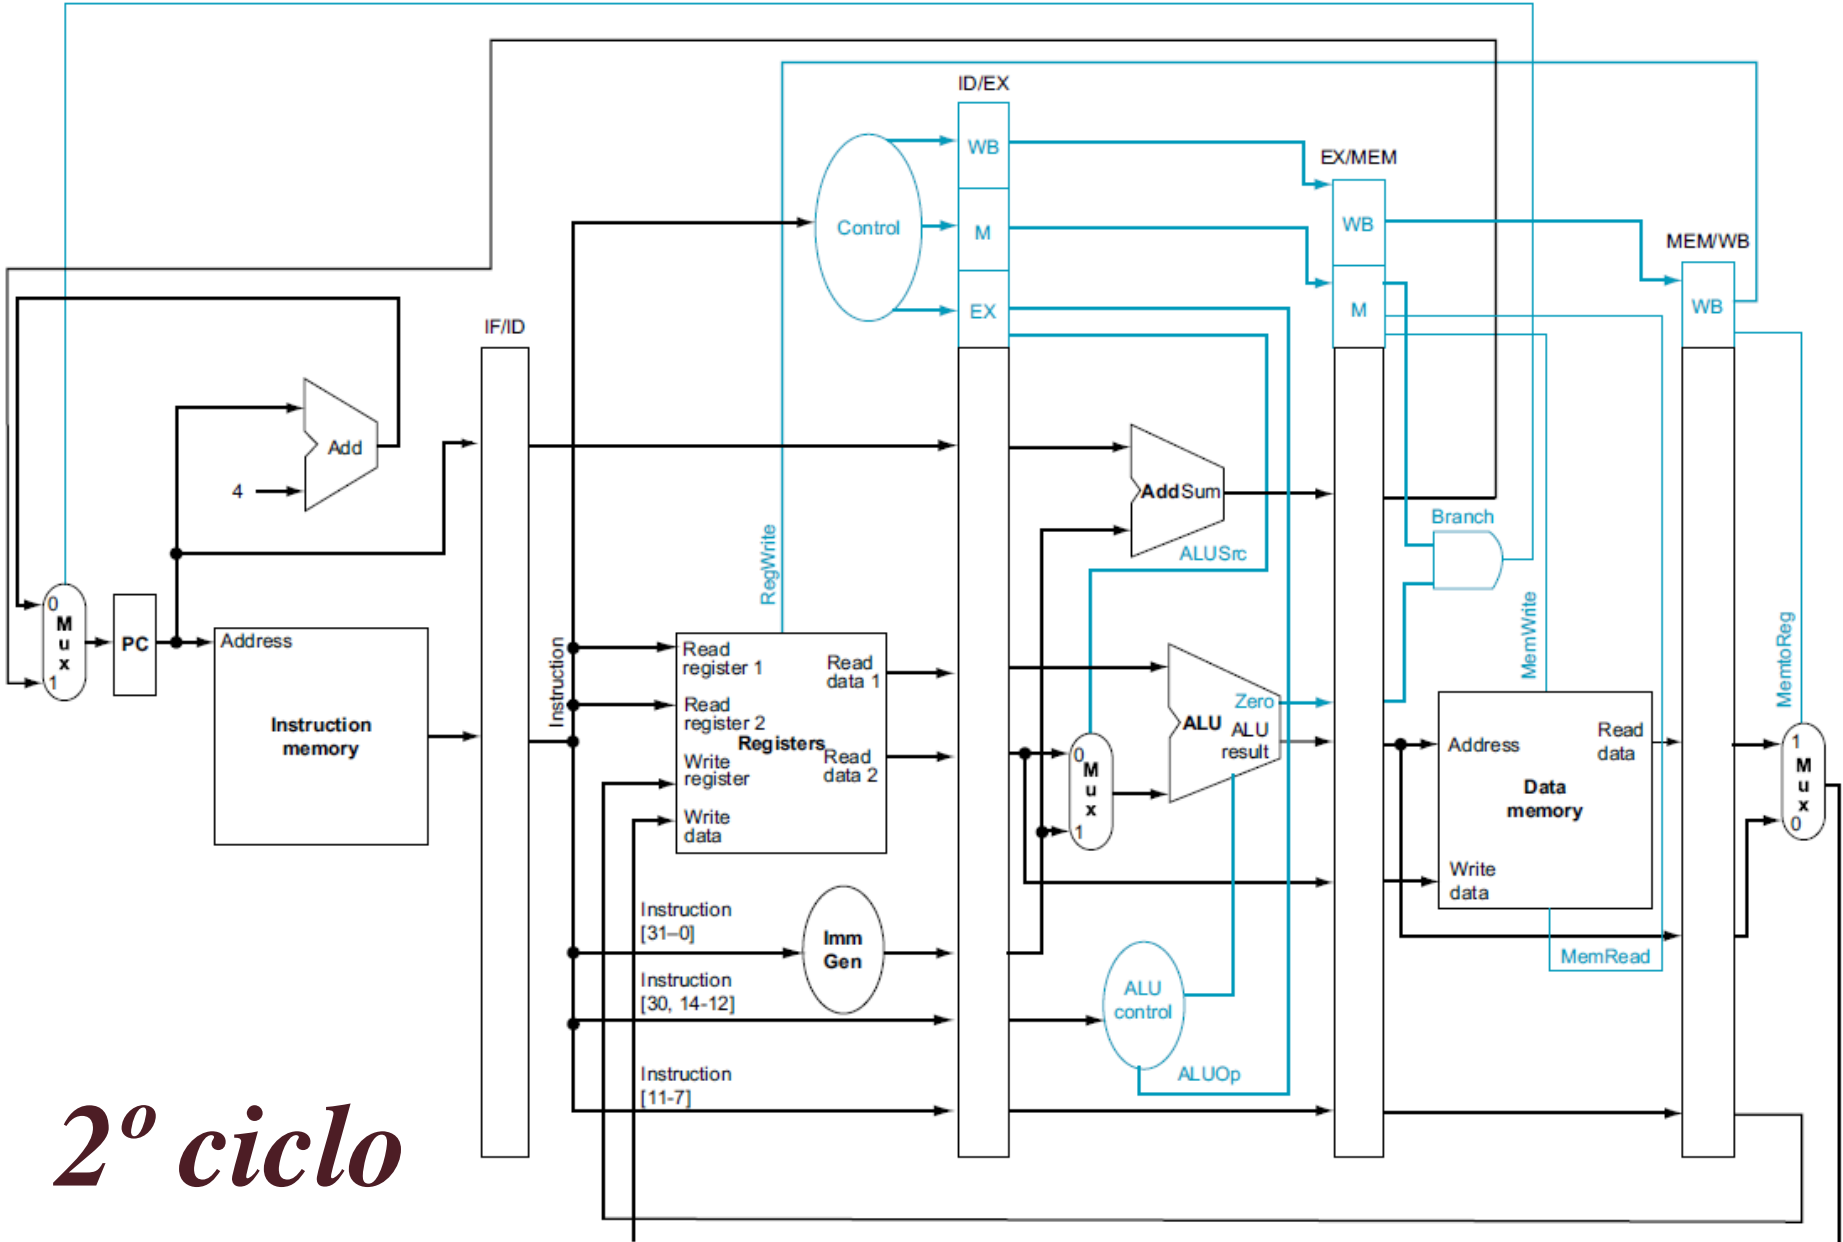 ID/EX
WB
EX/MEM
Control
M
WB
MEM/WB
EX
M
WB
IF/ID
Add
4
Add Sum
Branch
ALUSrc
RegWrite
MemWrite
MemtoReg
0
M
u
x
1
PC
Address
Instruction
memory
Instruction
Read
register 1
Read
data 1
Read
register 2
Registers
Write
register
Read
data 2
Write
data
0
M
u
x
1
Zero
ALU
ALU
result
Address
Read
data
Data
memory
Write
data
1
M
u
x
0
Instruction
[31–0]
Imm
Gen
MemRead
Instruction
[30, 14-12]
ALU
control
Instruction
[11-7]
ALUOp
2º ciclo